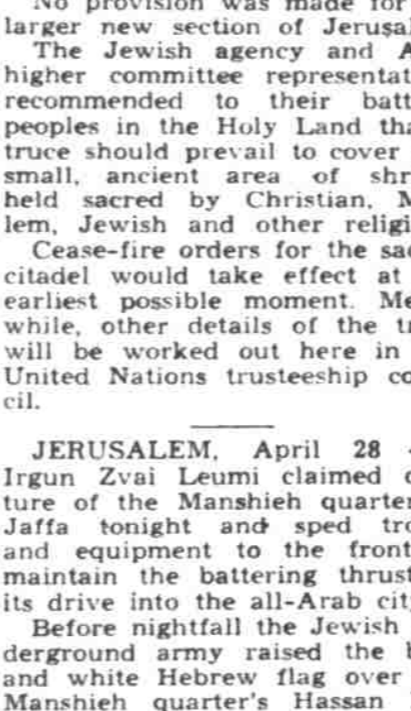 No provision was made for
larger new section of Jerusal
The Jewish agency and A
higher committee representat
recommended to their batt
peoples in the Holy Land tha
truce should prevail to cover
small, ancient area of shr
held sacred by Christian, M
lem, Jewish and other religi
Cease-fire orders for the sac
citadel would take effect at
earliest possible moment. Me
while, other details of the tr
will be worked out here in
United Nations trusteeship co
cil.
JERUSALEM, April 28
Irgun Zvai Leumi claimed c
ture of the Manshieh quarter
Jaffa tonight and sped tro
and equipment to the front
maintain the battering thrust
its drive into the all-Arab cit
Before nightfall the Jewish
derground army raised the b
and white Hebrew flag over
Manshieh quarter's Hassan